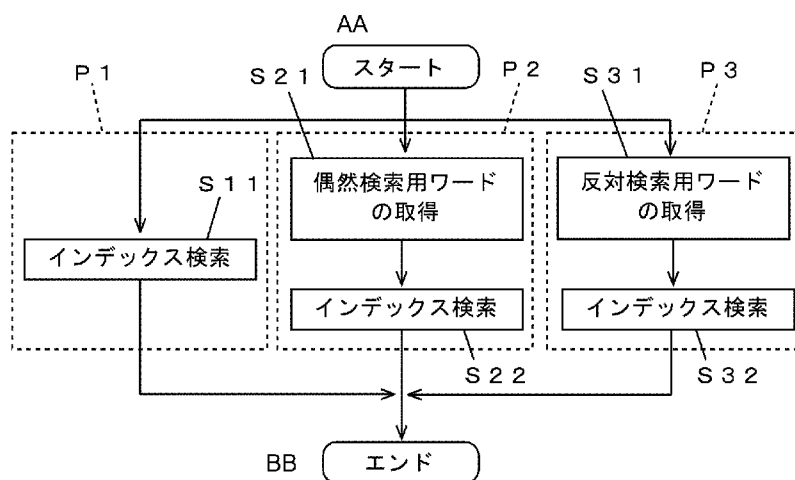 AA
スタート
P1
S21
P2
S31
P3
偶然検索用ワード
の取得
反対検索用ワード
の取得
S11
インデックス検索
インデックス検索
インデックス検索
S22
S32
BB
エンド